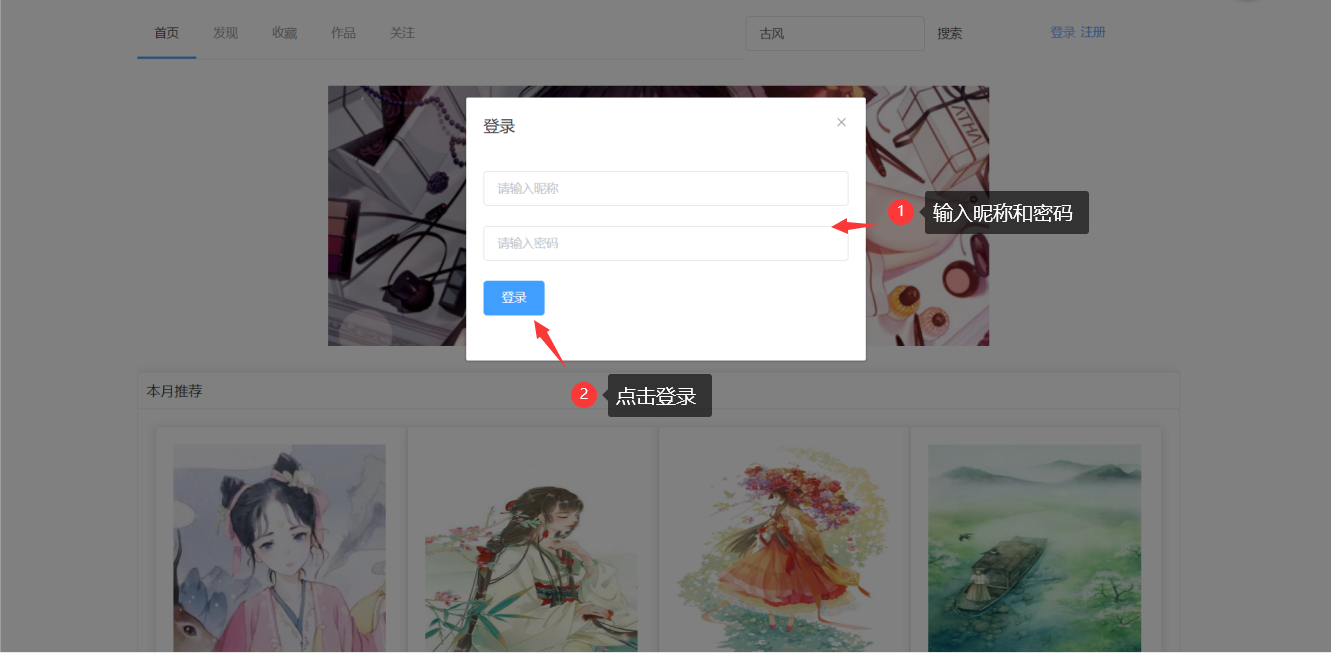 首页 发现 收藏 作品 关注 古风 搜索 登录 注册
ATHA
登录
请输入昵称
1 输入昵称和密码
请输入密码
登录
2 点击登录
本月推荐